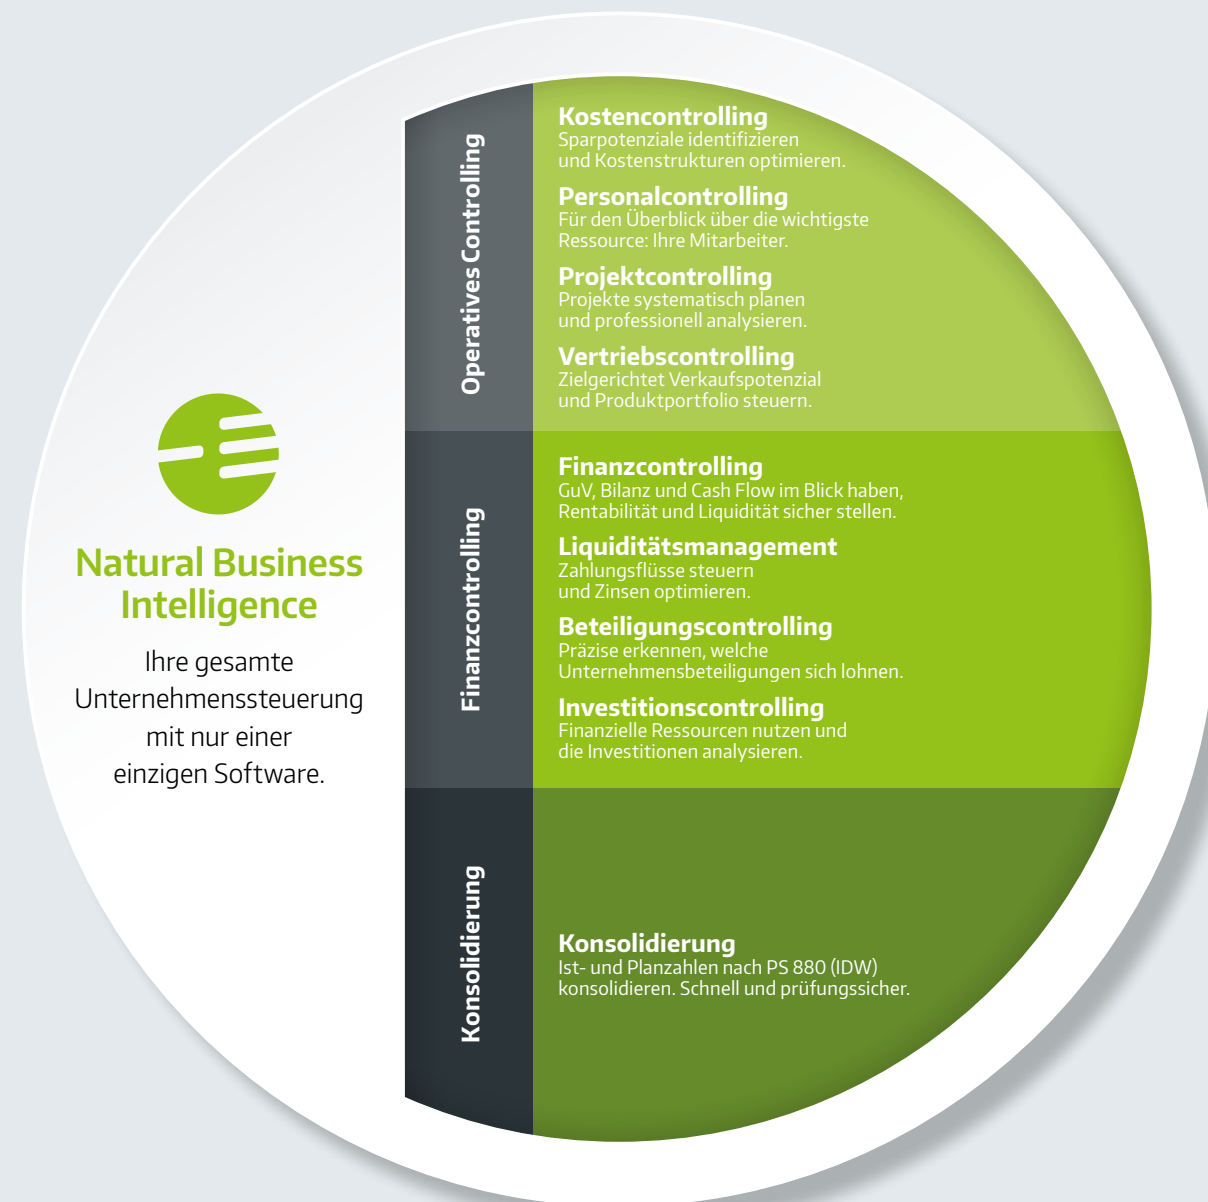 Natural Business
Intelligence
Ihre gesamte
Unternehmenssteuerung
mit nur einer
einzigen Software.
Operatives Controlling
Kostencontrolling
Sparpotenziale identifizieren
und Kostenstrukturen optimieren.
Personalcontrolling
Für den Überblick über die wichtigste
Ressource: Ihre Mitarbeiter.
Projektcontrolling
Projekte systematisch planen
und professionell analysieren.
Vertriebscontrolling
Zielgerichtet Verkaufspotenzial
und Produktportfolio steuern.
Finanzcontrolling
Finanzcontrolling
GuV, Bilanz und Cash Flow im Blick haben,
Rentabilität und Liquidität sicher stellen.
Liquiditätsmanagement
Zahlungsflüsse steuern
und Zinsen optimieren.
Beteiligungscontrolling
Präzise erkennen, welche
Unternehmensbeteiligungen sich lohnen.
Investitionscontrolling
Finanzielle Ressourcen nutzen und
die Investitionen analysieren.
Konsolidierung
Konsolidierung
Ist- und Planzahlen nach PS 880 (IDW)
konsolidieren. Schnell und prüfungssicher.